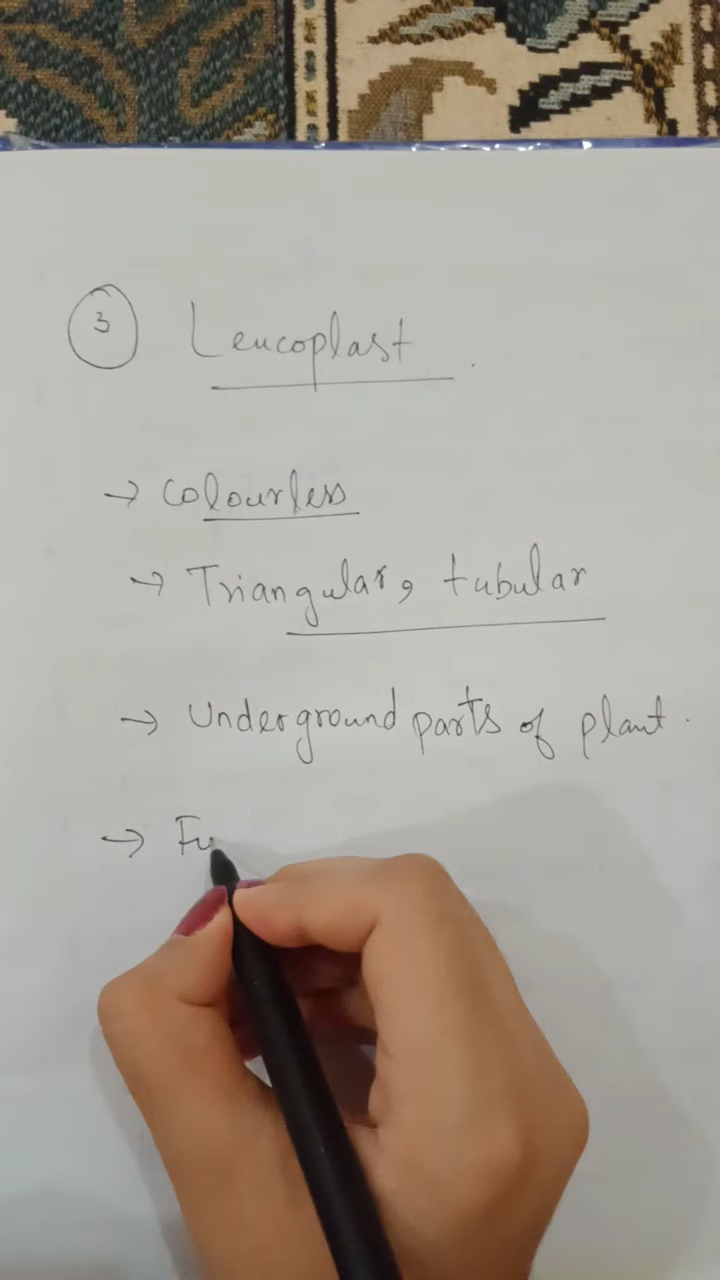 3 Leucoplast.
→ Colourless
→ Triangular, tubular
→ Underground parts of plant.
→ Fu